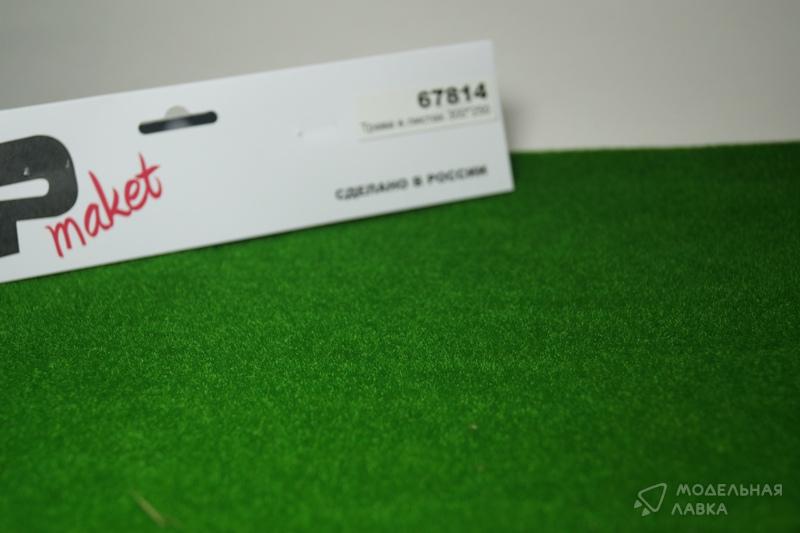 67814
Трава в листах 300*250
СДЕЛАНО В РОССИИ
P
maket
МОДЕЛЬНАЯ
ЛАВКА